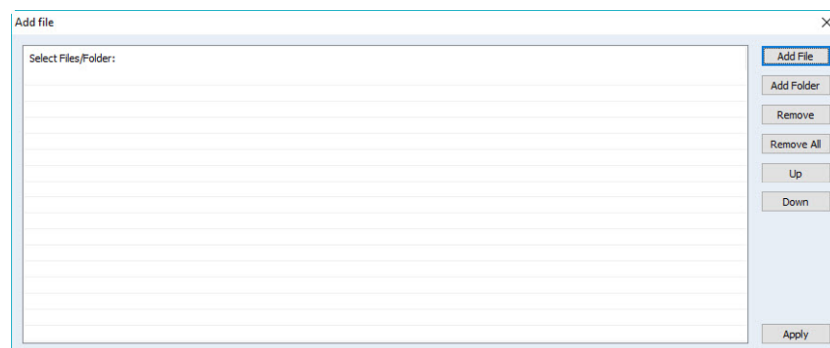 Add file
Select Files/Folder:
Add File
Add Folder
Remove
Remove All
Up
Down
Apply